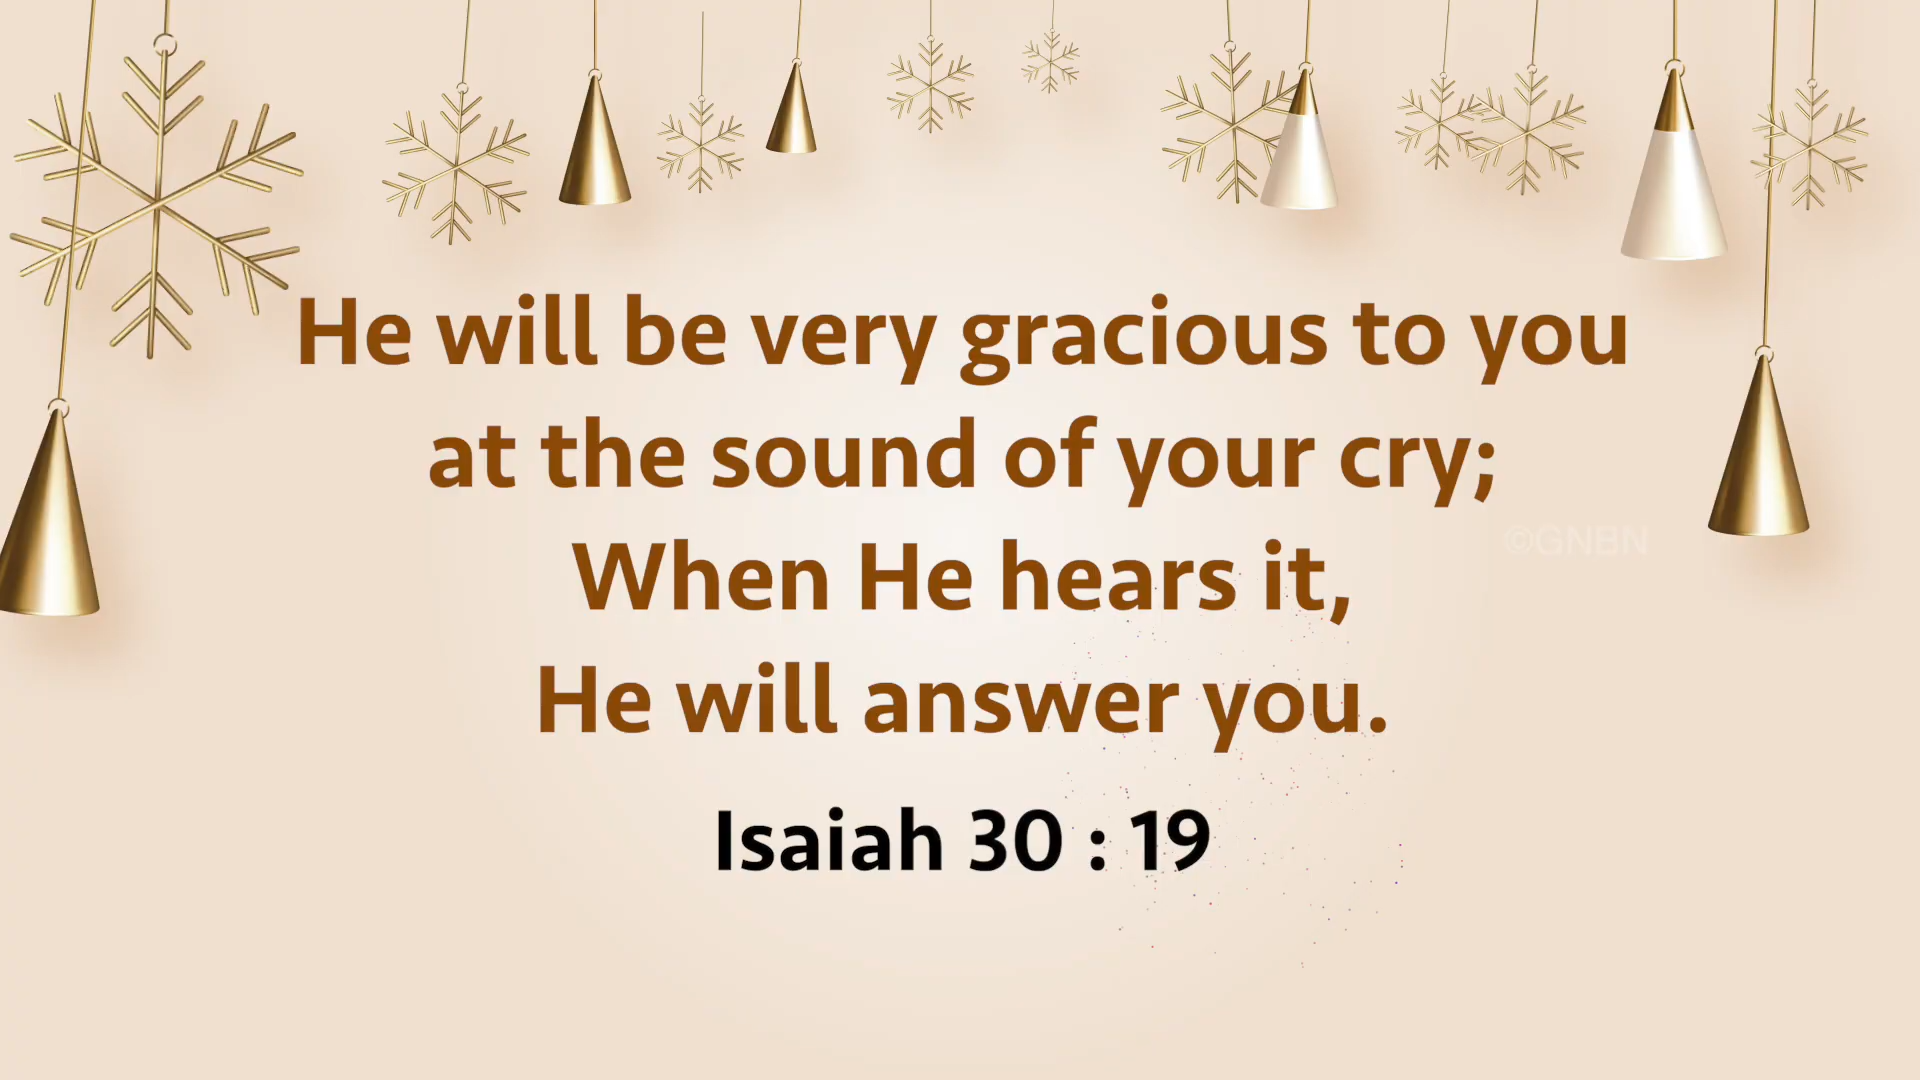 He will be very gracious to you
at the sound of your cry;
When He hears it,
He will answer you.
Isaiah 30 : 19
©GNBN